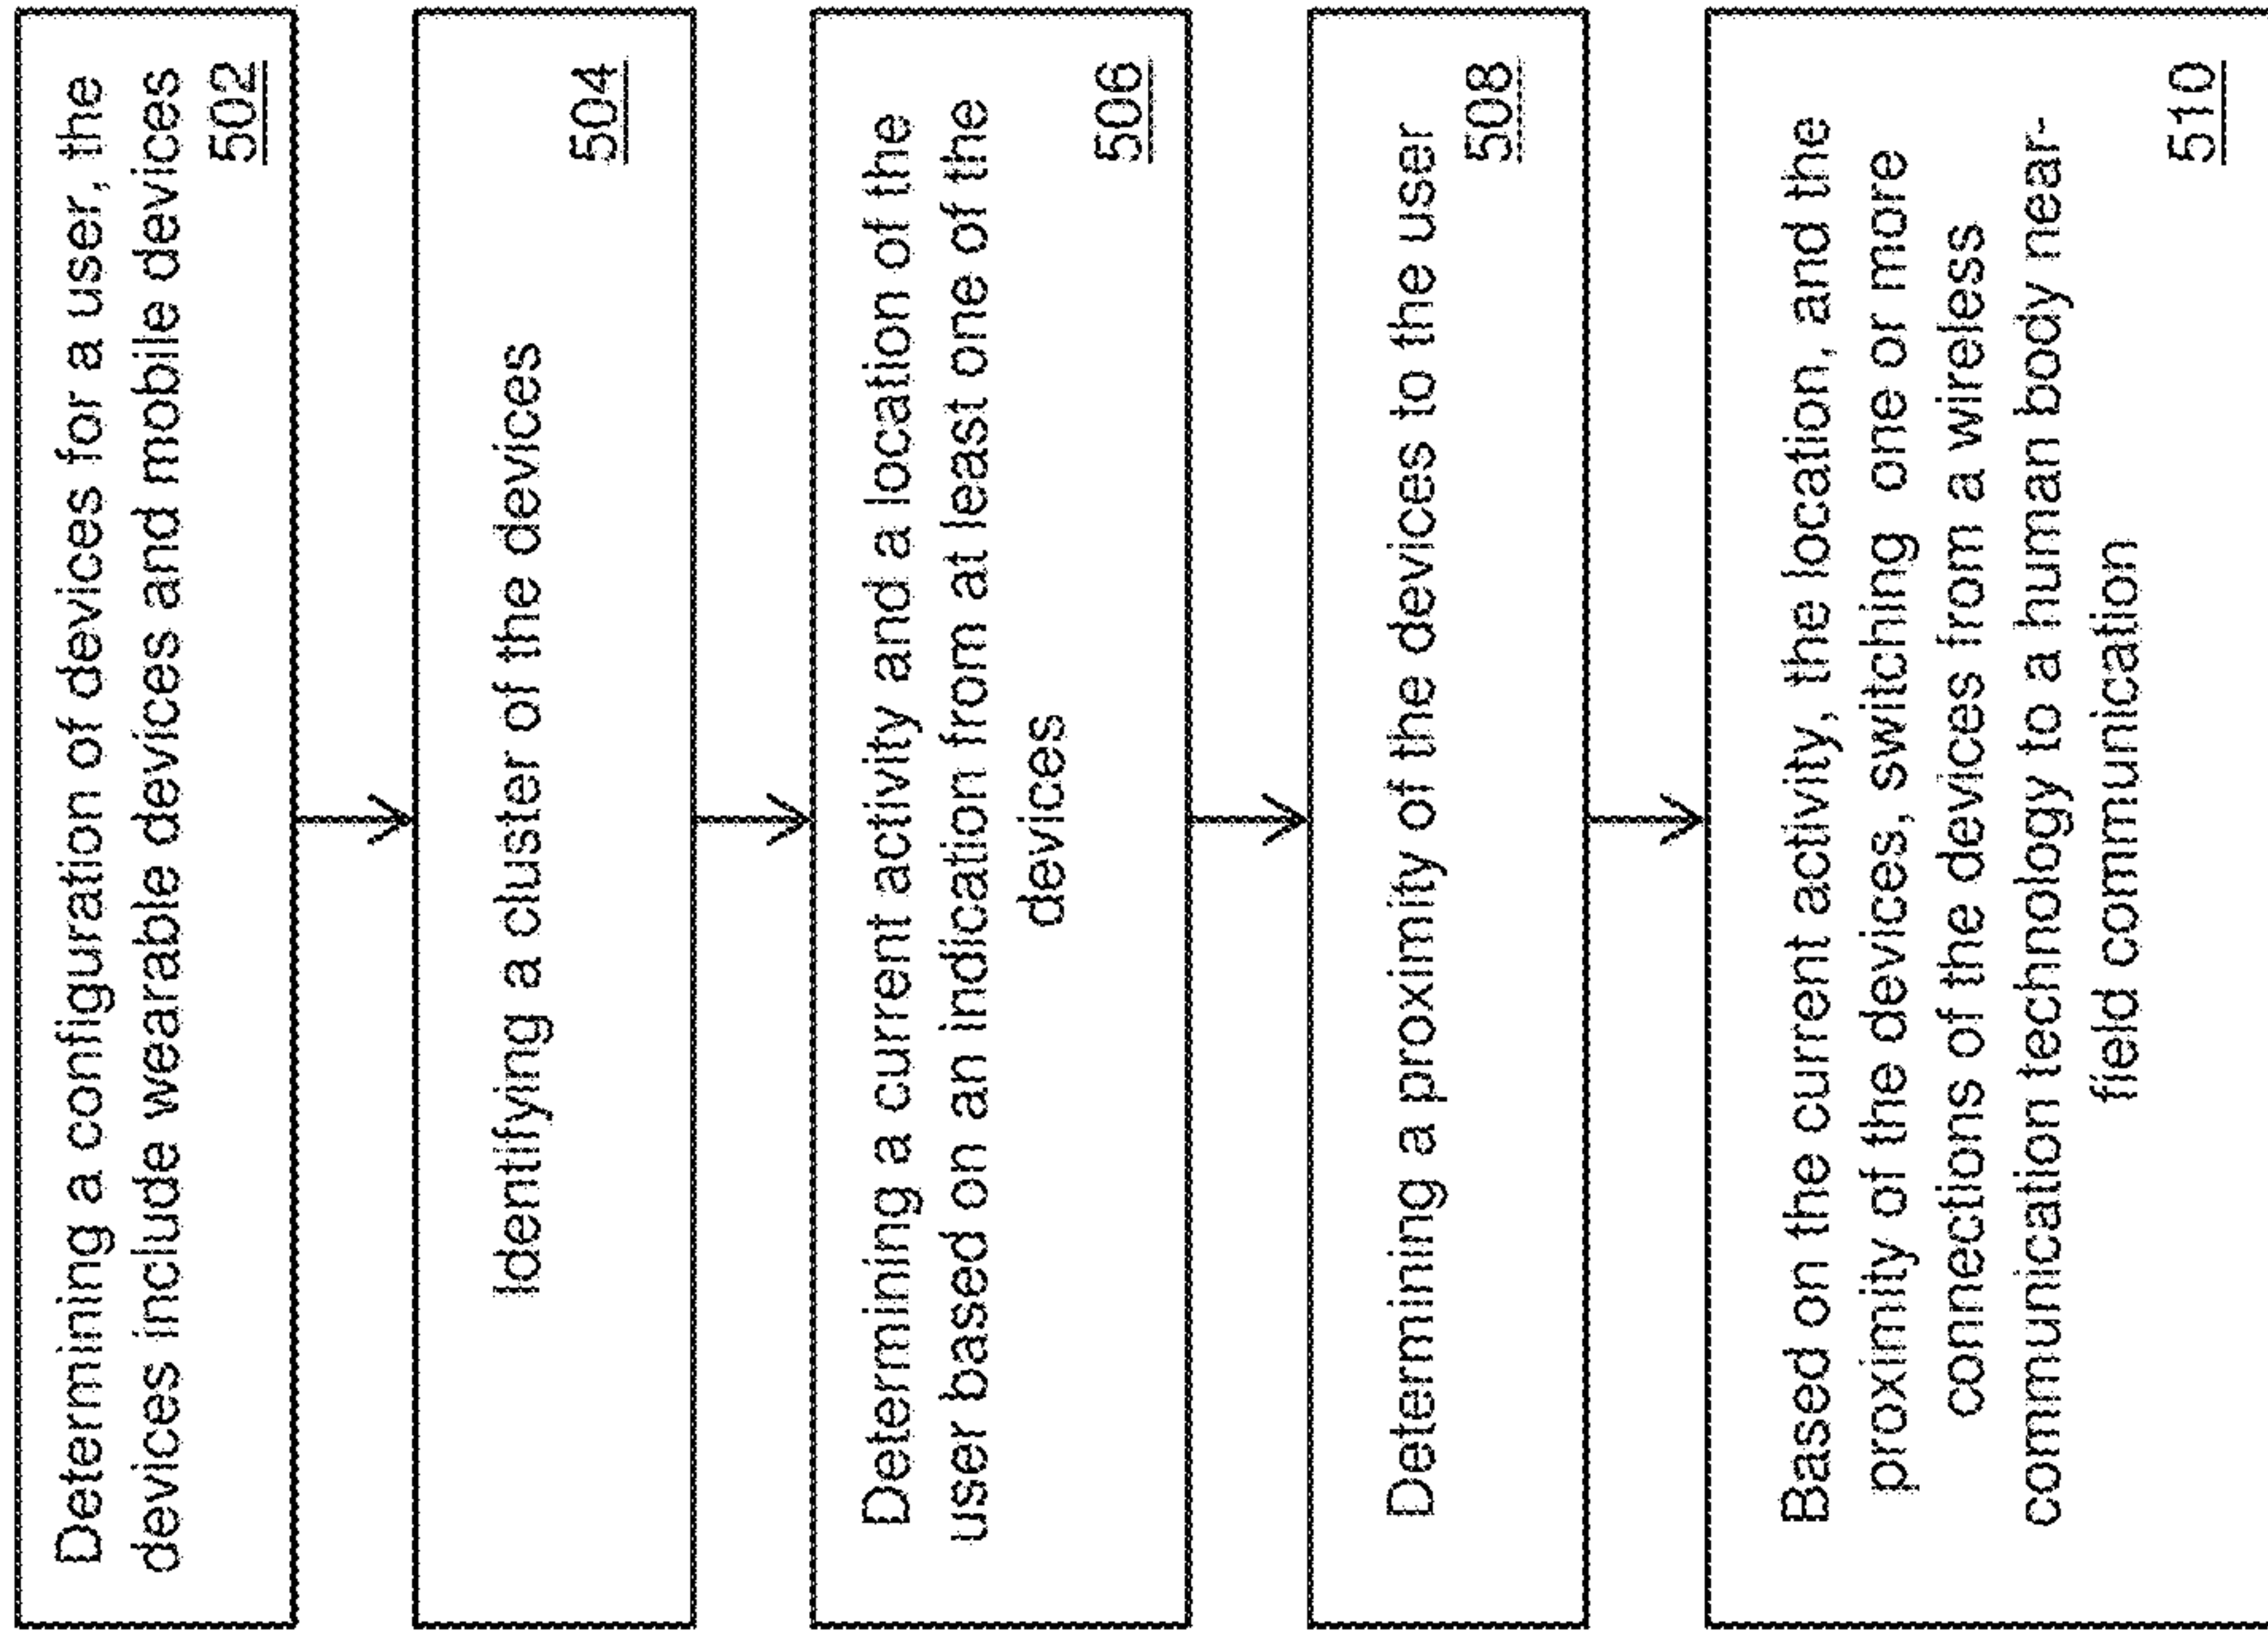 Determining a configuration of devices for a user, the
devices include wearable devices and mobile devices
502
Identifying a cluster of the devices
504
Determining a current activity and a location of the
user based on an indication from at least one of the
devices
506
Determining a proximity of the devices to the user
508
Based on the current activity, the location, and the
proximity of the devices, switching one or more
connections of the devices from a wireless
communication technology to a human body near-
field communication
510